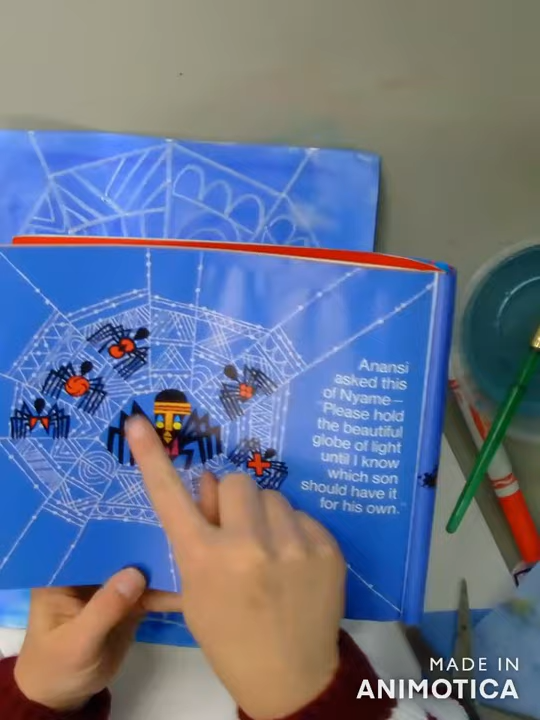 Anansi
asked this
of Nyame—
"Please hold
the beautiful
globe of light
until I know
which son
should have it
for his own."
MADE IN
ANIMOTICA